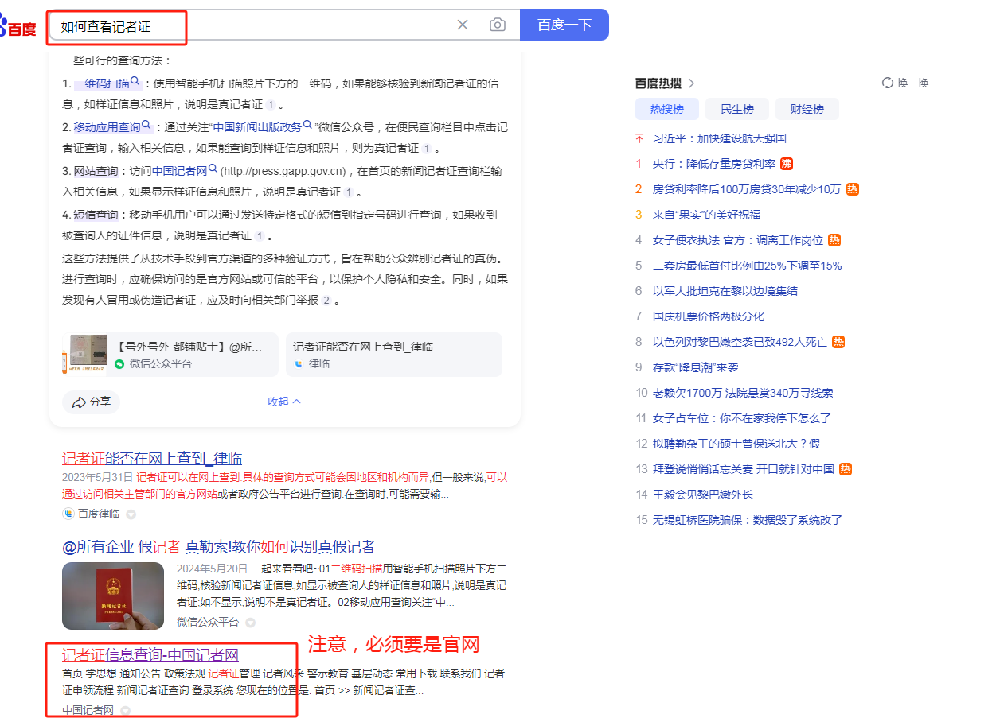 百度
如何查看记者证
百度一下
一些可行的查询方法：
1. 二维码扫描：使用智能手机扫描照片下方的二维码，如果能够核验到新闻记者证的信
息，如样证信息和照片，说明是真记者证 1 。
2. 移动应用查询：通过关注“中国新闻出版政务”微信公众号，在便民查询栏目中点击记
者证查询，输入相关信息，如果能查询到样证信息和照片，则为真记者证 1 。
3. 网站查询：访问中国记者网 (http://press.gapp.gov.cn)，在首页的新闻记者证查询栏输
入相关信息，如果显示样证信息和照片，说明是真记者证 1 。
4. 短信查询：移动手机用户可以通过发送特定格式的短信到指定号码进行查询，如果收到
被查询人的证件信息，说明是真记者证 1 。
这些方法提供了从技术手段到官方渠道的多种验证方式，旨在帮助公众辨别记者证的真伪。
进行查询时，应确保访问的是官方网站或可信的平台，以保护个人隐私和安全。同时，如果
发现有人冒用或伪造记者证，应及时向相关部门举报 2 。
【号外号外·都铺贴士】@所...
微信公众平台
记者证能否在网上查到_律临
律临
分享
收起
记者证能否在网上查到_律临
2023年5月31日 记者证可以在网上查到.具体的查询方式可能会因地区和机构而异,但一般来说,可以
通过访问相关主管部门的官方网站或者政府公告平台进行查询.在查询时,可能需要输...
百度律临
@所有企业 假记者 真勒索!教你如何识别真假记者
新闻记者证
2024年5月20日 一起来看看吧~01二维码扫描用智能手机扫描照片下方二
维码,核验新闻记者证信息,如显示被查询人的样证信息和照片,说明是真记
者证;如不显示,说明不是真记者证。02移动应用查询关注“中...
微信公众平台
注意，必须要是官网
记者证信息查询-中国记者网
首页 学思想 通知公告 政策法规 记者证管理 记者风采 警示教育 基层动态 常用下载 联系我们 记者
证申领流程 新闻记者证查询 登录系统 您现在的位置是: 首页 >> 新闻记者证查...
中国记者网
百度热搜
换一换
热搜榜 民生榜 财经榜
习近平：加快建设航天强国
1 央行：降低存量房贷利率 沸
2 房贷利率降后100万房贷30年减少10万 热
3 来自“果实”的美好祝福
4 女子便衣执法 官方：调离工作岗位 热
5 二套房最低首付比例由25%下调至15%
6 以军大批坦克在黎以边境集结
7 国庆机票价格两极分化
8 以色列对黎巴嫩空袭已致492人死亡 热
9 存款“降息潮”来袭
10 老赖欠1700万 法院悬赏340万寻线索
11 女子占车位：你不在家我停下怎么了
12 拟聘勤杂工的硕士曾保送北大？假
13 拜登说悄悄话忘关麦 开口就针对中国 热
14 王毅会见黎巴嫩外长
15 无锡虹桥医院骗保：数据毁了系统改了